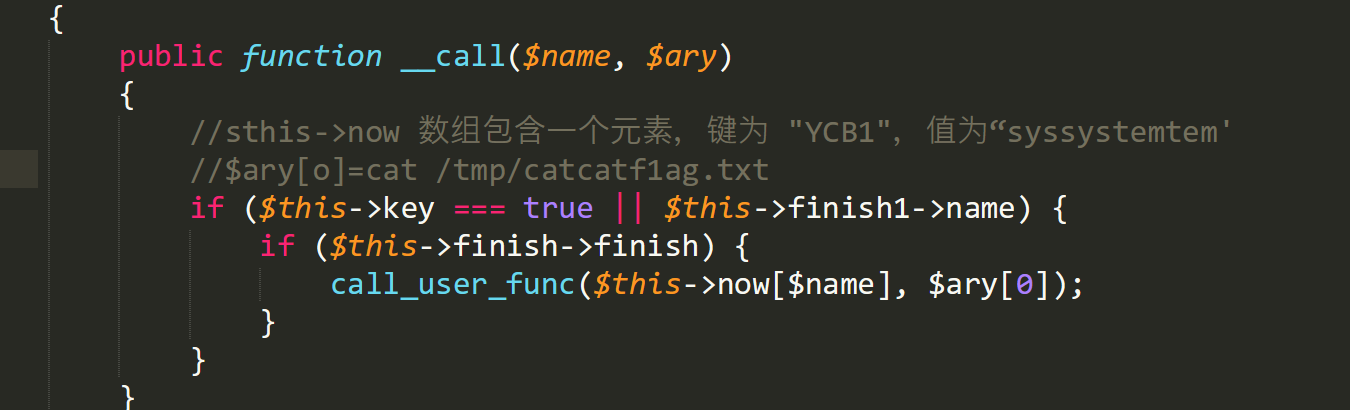 {
public function __call($name, $ary)
{
//sthis->now 数组包含一个元素，键为 "YCB1"，值为“syssystemtem'
//$ary[o]=cat /tmp/catcatf1ag.txt
if ($this->key === true || $this->finish1->name) {
if ($this->finish->finish) {
call_user_func($this->now[$name], $ary[0]);
}
}
}